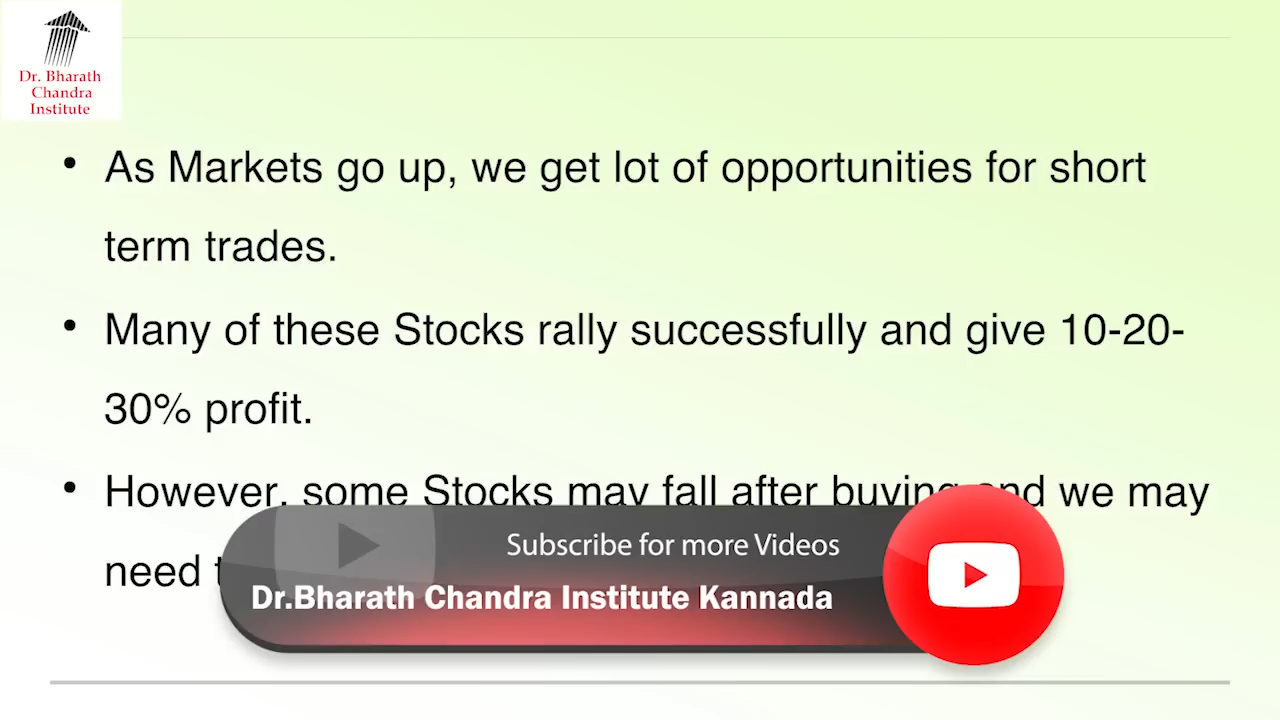 Dr. Bharath
Chandra
Institute
• As Markets go up, we get lot of opportunities for short
term trades.
• Many of these Stocks rally successfully and give 10-20-
30% profit.
• However, some Stocks may fall after buying and we may
need
Subscribe for more Videos
Dr.Bharath Chandra Institute Kannada